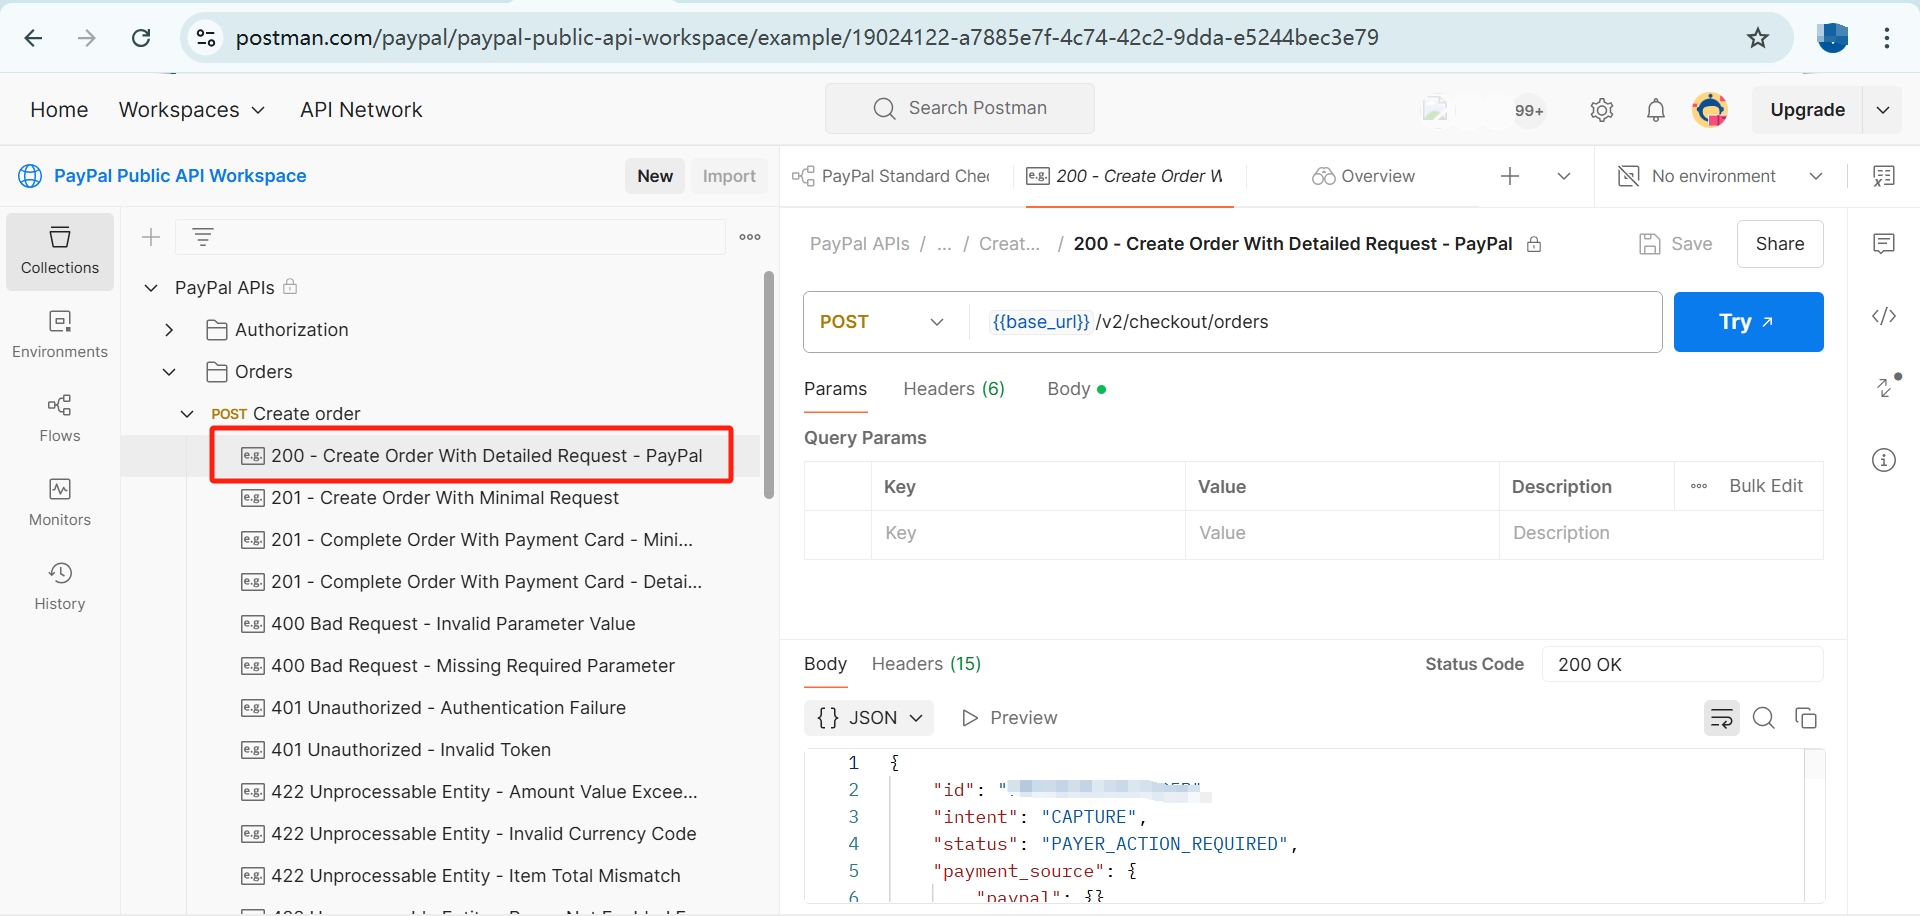 postman.com/paypal/paypal-public-api-workspace/example/19024122-a7885e7f-4c74-42c2-9dda-e5244bec3e79
Home Workspaces API Network Search Postman 99+ Upgrade
PayPal Public API Workspace New Import
PayPal Standard Chec e.g. 200 - Create Order W Overview No environment
Collections
Environments
Flows
Monitors
History
PayPal APIs
Authorization
Orders
POST Create order
e.g. 200 - Create Order With Detailed Request - PayPal
e.g. 201 - Create Order With Minimal Request
e.g. 201 - Complete Order With Payment Card - Mini...
e.g. 201 - Complete Order With Payment Card - Detai...
e.g. 400 Bad Request - Invalid Parameter Value
e.g. 400 Bad Request - Missing Required Parameter
e.g. 401 Unauthorized - Authentication Failure
e.g. 401 Unauthorized - Invalid Token
e.g. 422 Unprocessable Entity - Amount Value Excee...
e.g. 422 Unprocessable Entity - Invalid Currency Code
e.g. 422 Unprocessable Entity - Item Total Mismatch
PayPal APIs / ... / Creat... / 200 - Create Order With Detailed Request - PayPal Save Share
POST {{base_url}} /v2/checkout/orders Try
Params Headers (6) Body
Query Params
Key Value Description Bulk Edit
Key Value Description
Body Headers (15) Status Code 200 OK
{} JSON Preview
1 {
2 "id": "
3 "intent": "CAPTURE",
4 "status": "PAYER_ACTION_REQUIRED",
5 "payment_source": {
6 "paypal": {}